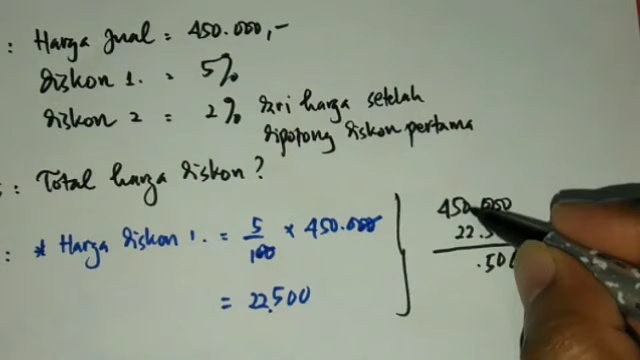 : Harga Jual = 450.000,-
Diskon 1. = 5%
Diskon 2 = 2% dari harga setelah
dipotong diskon pertama
: Total harga diskon?
: * Harga diskon 1. = 5/100 × 450.000
= 22.500
450.000
22.5
.500